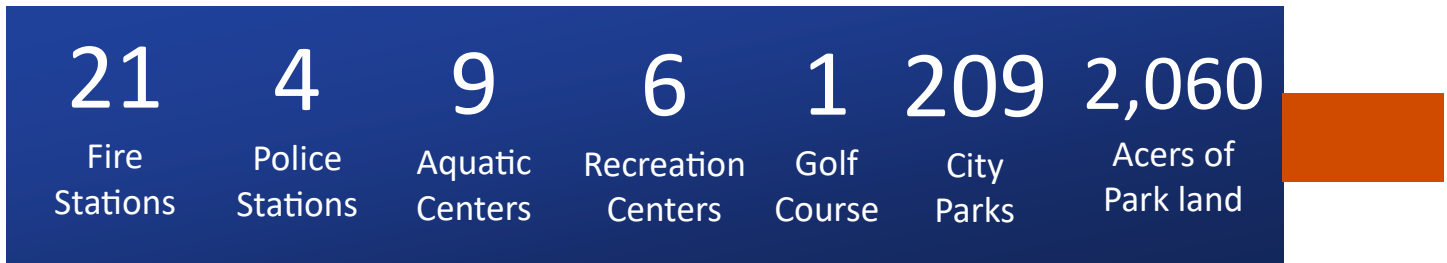 21 4 9 6 1 209 2,060
Fire Police Aquatic Recreation Golf City Acers of
Stations Stations Centers Centers Course Parks Park land